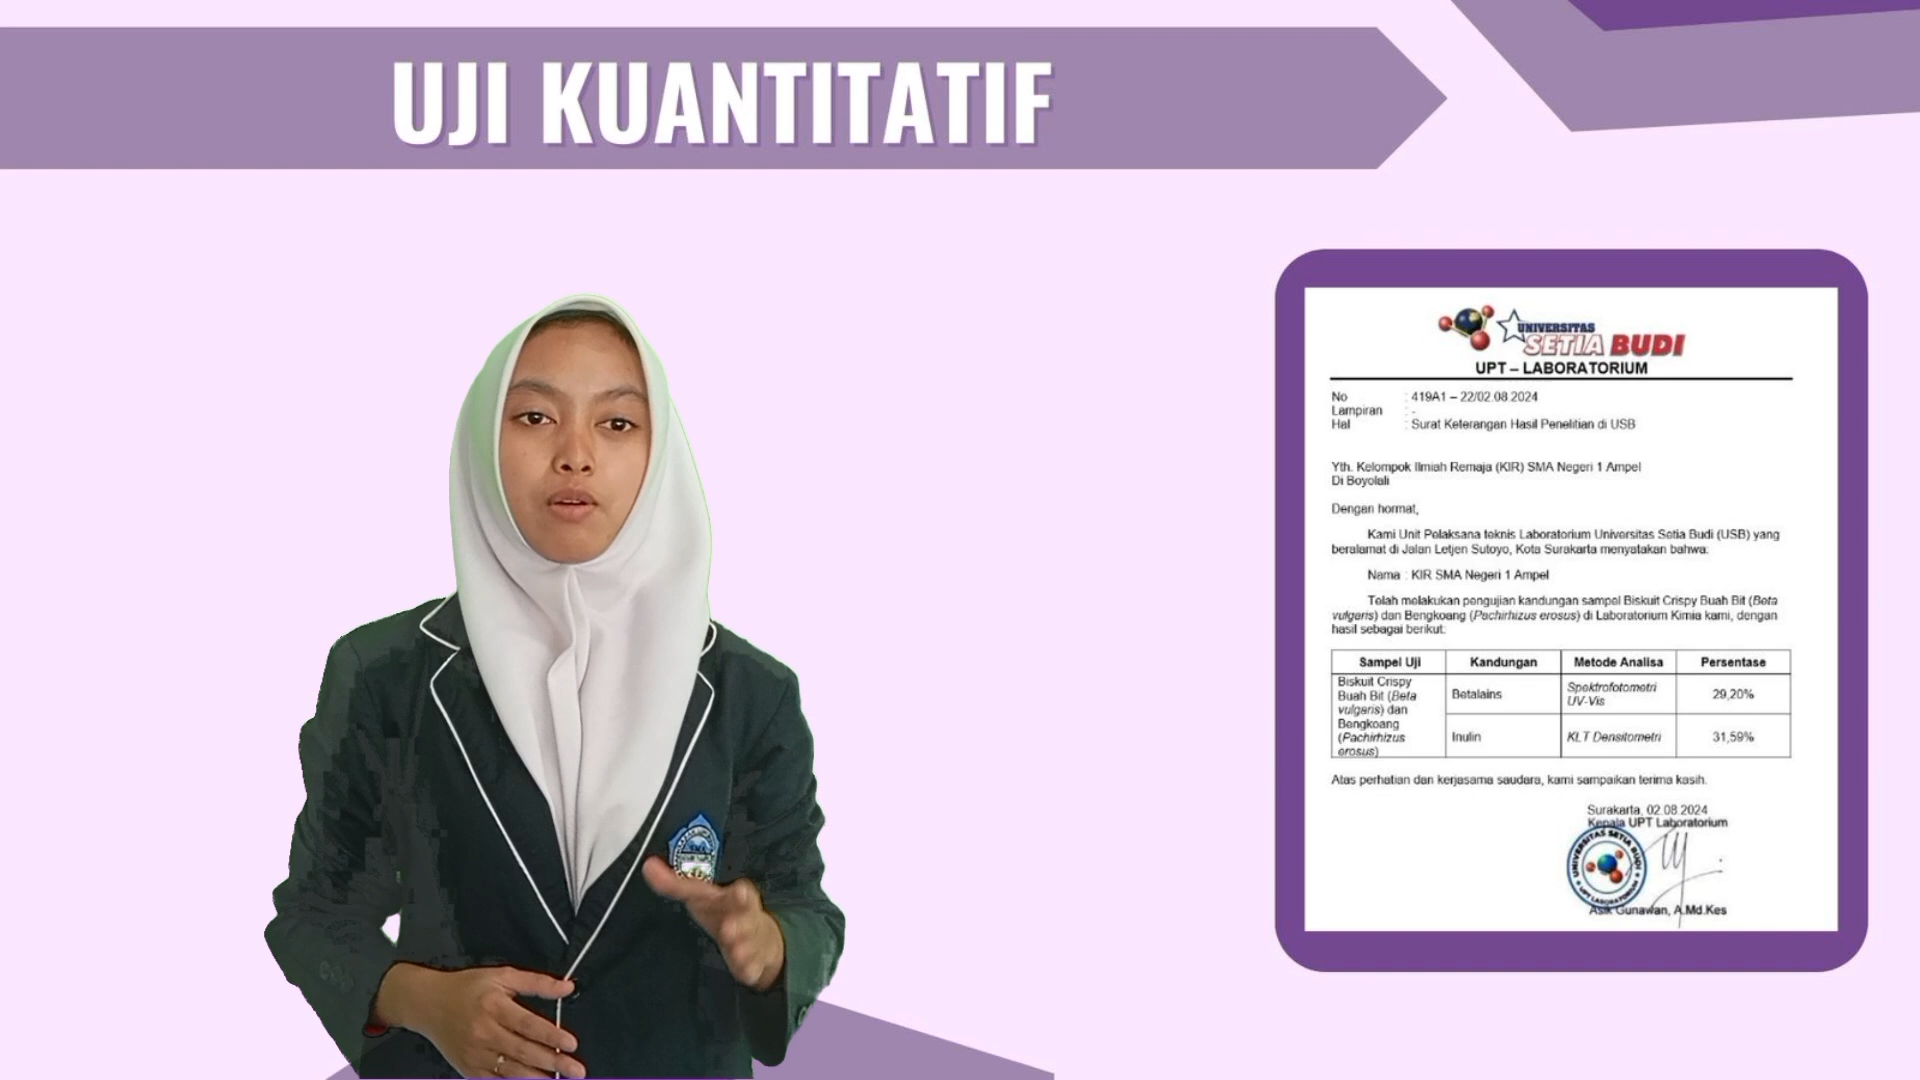 UJI KUANTITATIF
UNIVERSITAS
SETIA BUDI
UPT – LABORATORIUM
No : 419A1 – 22/02.08.2024
Lampiran : -
Hal : Surat Keterangan Hasil Penelitian di USB
Yth. Kelompok Ilmiah Remaja (KIR) SMA Negeri 1 Ampel
Di Boyolali
Dengan hormat,
Kami Unit Pelaksana teknis Laboratorium Universitas Setia Budi (USB) yang
beralamat di Jalan Letjen Sutoyo, Kota Surakarta menyatakan bahwa:
Nama : KIR SMA Negeri 1 Ampel
Telah melakukan pengujian kandungan sampel Biskuit Crispy Buah Bit (Beta
vulgaris) dan Bengkoang (Pachirhizus erosus) di Laboratorium Kimia kami, dengan
hasil sebagai berikut:
Sampel Uji Kandungan Metode Analisa Persentase
Biskuit Crispy
Buah Bit (Beta
vulgaris) dan
Bengkoang
(Pachirhizus
erosus)
Betalains
Spektrofotometri
UV-Vis
29,20%
Inulin KLT Densitometri 31,59%
Atas perhatian dan kerjasama saudara, kami sampaikan terima kasih.
Surakarta, 02.08.2024
Kepala UPT Laboratorium
UNIVERSITAS SETIA BUDI
UPT LABORATORIUM
Asik Gunawan, A.Md.Kes